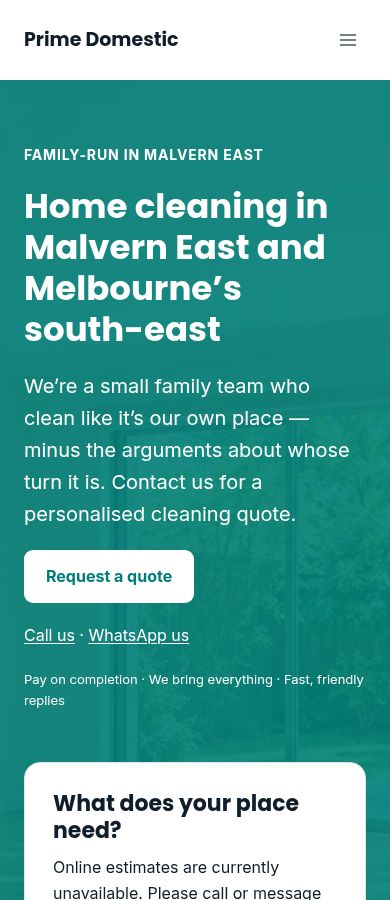 Prime Domestic
FAMILY-RUN IN MALVERN EAST
Home cleaning in
Malvern East and
Melbourne’s
south-east
We’re a small family team who
clean like it’s our own place —
minus the arguments about whose
turn it is. Contact us for a
personalised cleaning quote.
Request a quote
Call us · WhatsApp us
Pay on completion · We bring everything · Fast, friendly
replies
What does your place
need?
Online estimates are currently
unavailable. Please call or message